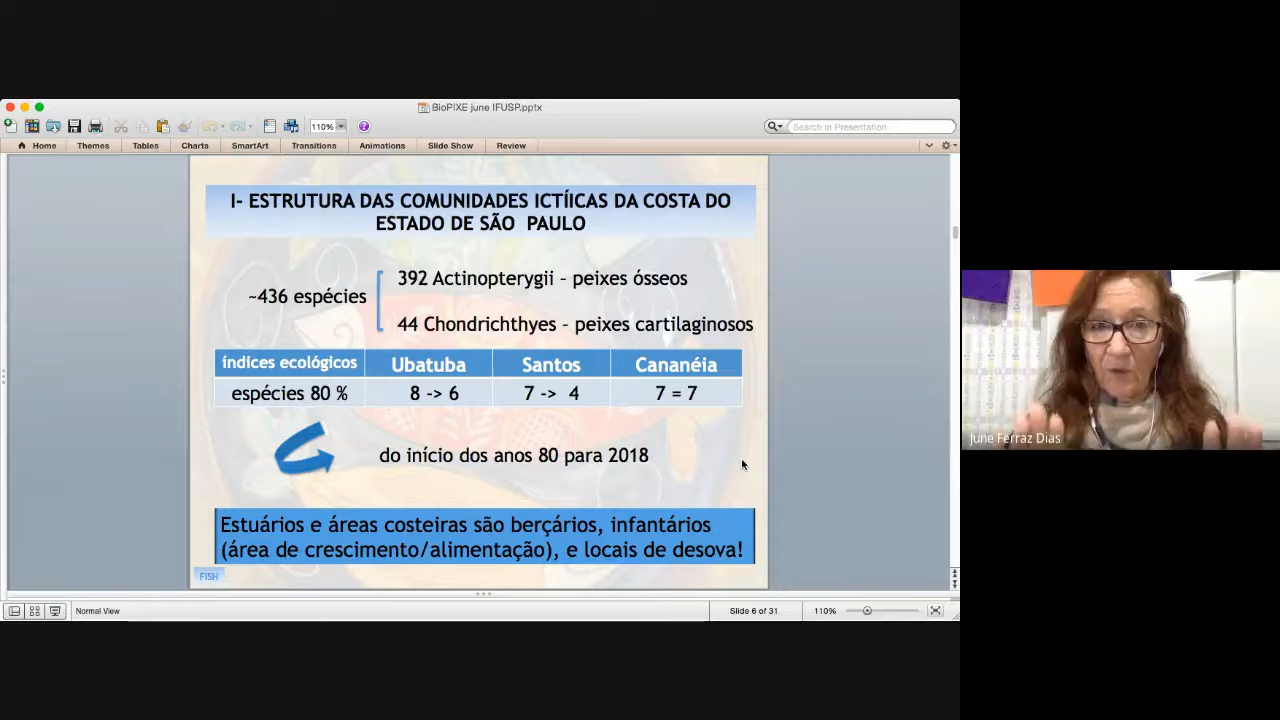 BioPIXE june IFUSP.pptx
110%
Search in Presentation
Home Themes Tables Charts SmartArt Transitions Animations Slide Show Review
I- ESTRUTURA DAS COMUNIDADES ICTÍICAS DA COSTA DO
ESTADO DE SÃO PAULO
~436 espécies
392 Actinopterygii – peixes ósseos
44 Chondrichthyes – peixes cartilaginosos
índices ecológicos Ubatuba Santos Cananéia
espécies 80 % 8 -> 6 7 -> 4 7 = 7
do início dos anos 80 para 2018
Estuários e áreas costeiras são berçários, infantários
(área de crescimento/alimentação), e locais de desova!
FISH
Normal View
Slide 6 of 31
110%
June Ferraz Dias